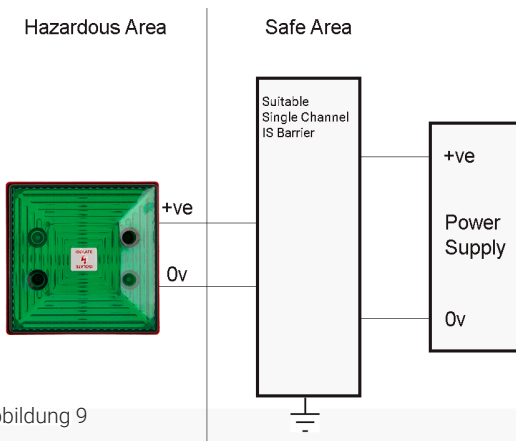 Hazardous Area
Safe Area
Suitable
Single Channel
IS Barrier
+ve
0v
+ve
Power
Supply
0v
bildung 9